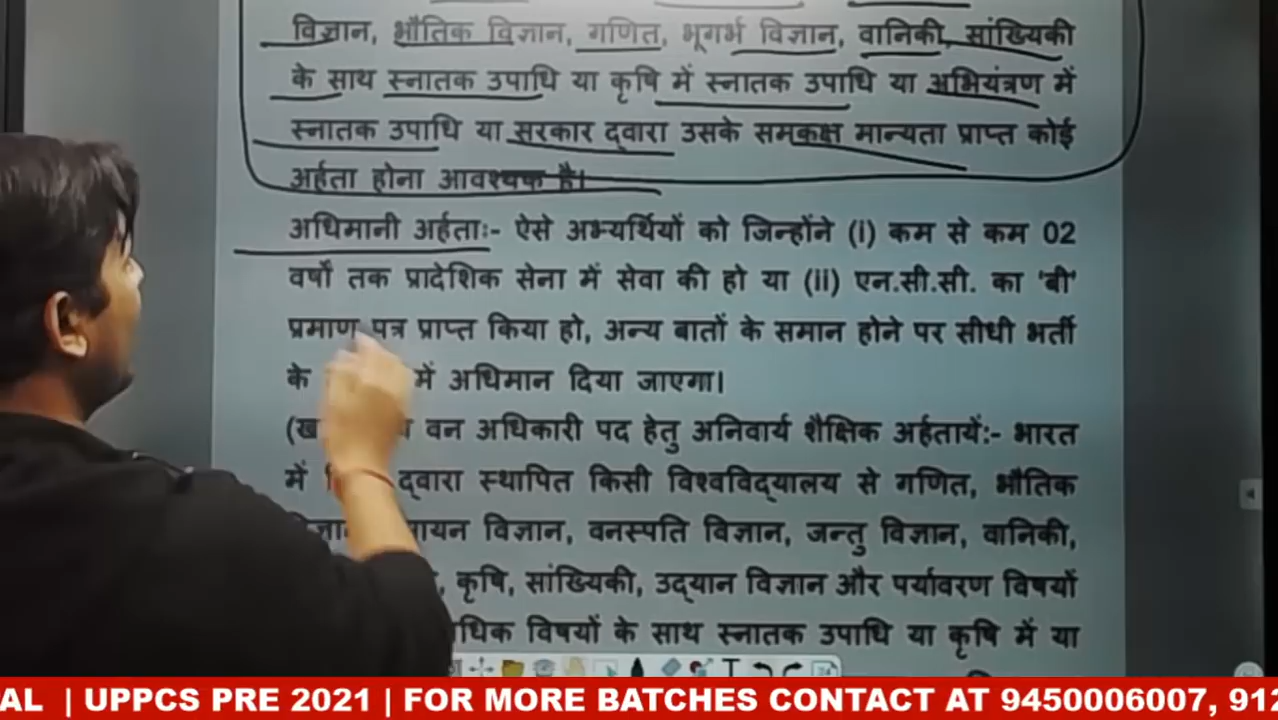 विज्ञान, भौतिक विज्ञान, गणित, भूगर्भ विज्ञान, वानिकी, सांख्यिकी
के साथ स्नातक उपाधि या कृषि में स्नातक उपाधि या अभियंत्रण में
स्नातक उपाधि या सरकार द्वारा उसके समकक्ष मान्यता प्राप्त कोई
अर्हता होना आवश्यक है।
अधिमानी अर्हताः- ऐसे अभ्यर्थियों को जिन्होंने (i) कम से कम 02
वर्षों तक प्रादेशिक सेना में सेवा की हो या (ii) एन.सी.सी. का 'बी'
प्रमाण पत्र प्राप्त किया हो, अन्य बातों के समान होने पर सीधी भर्ती
के में अधिमान दिया जाएगा।
(ख वन अधिकारी पद हेतु अनिवार्य शैक्षिक अर्हतायें:- भारत
में द्वारा स्थापित किसी विश्वविद्यालय से गणित, भौतिक
विज्ञान, वनस्पति विज्ञान, जन्तु विज्ञान, वानिकी,
कृषि, सांख्यिकी, उद्यान विज्ञान और पर्यावरण विषयों
विषयों के साथ स्नातक उपाधि या कृषि में या
AL | UPPCS PRE 2021 | FOR MORE BATCHES CONTACT AT 9450006007, 912